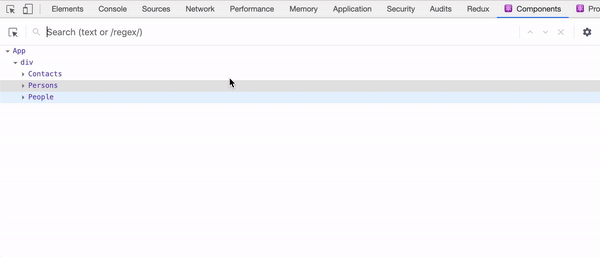 Elements Console Sources Network Performance Memory Application Security Audits Redux Components Pro
Search (text or /regex/)
App
div
Contacts
Persons
People